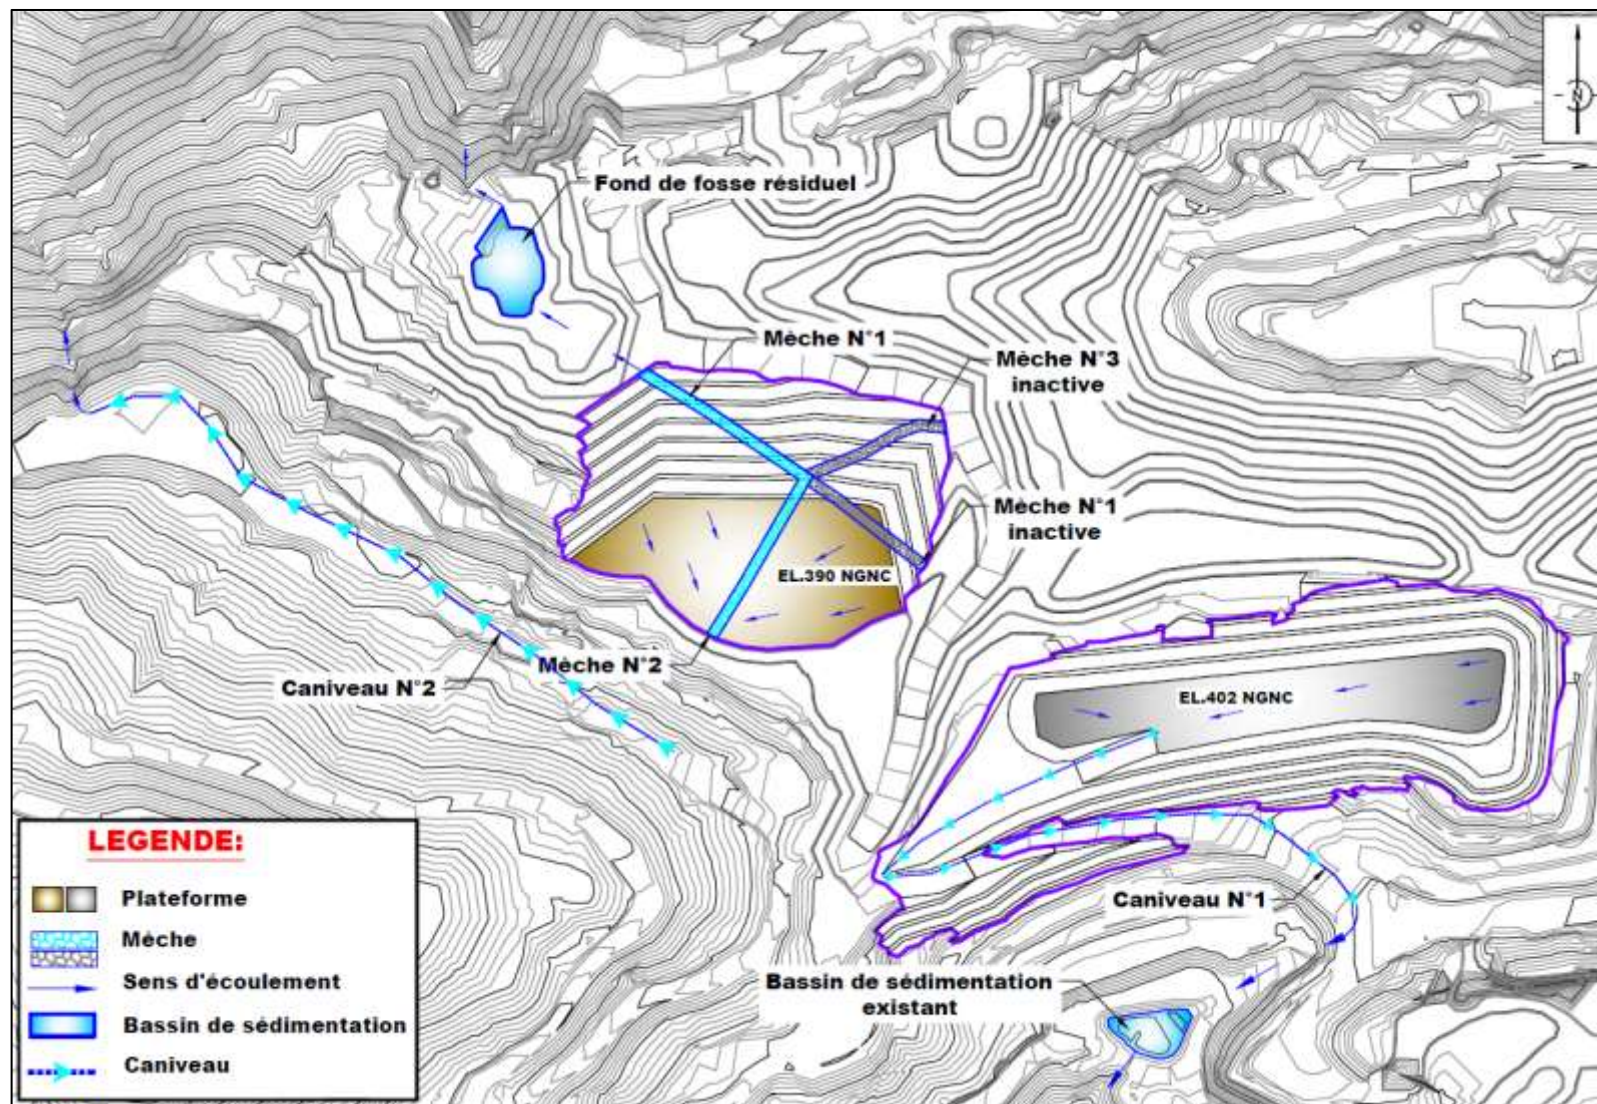 Fond de fosse résiduel
Mèche N°1
Mèche N°3
inactive
Mèche N°1
inactive
EL.390 NGNC
Mèche N°2
Caniveau N°2
EL.402 NGNC
Caniveau N°1
Bassin de sédimentation
existant
LEGENDE:
Plateforme
Mèche
Sens d'écoulement
Bassin de sédimentation
Caniveau